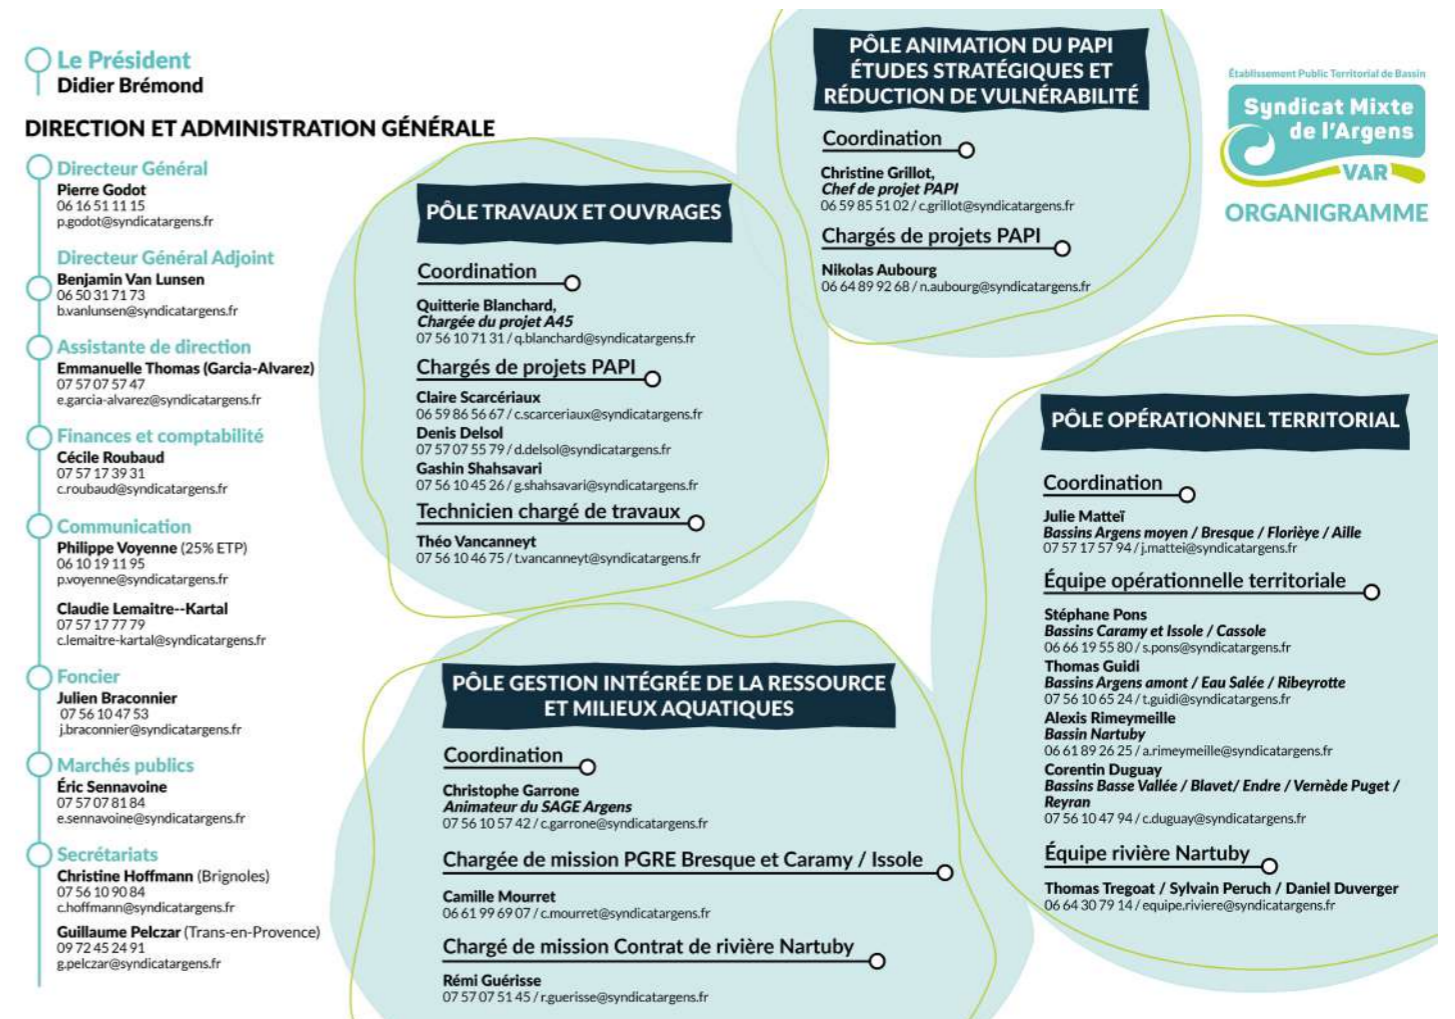 Le Président
Didier Brémond
DIRECTION ET ADMINISTRATION GÉNÉRALE
Directeur Général
Pierre Godot
06 16 51 11 15
p.godot@syndicatargens.fr
Directeur Général Adjoint
Benjamin Van Lunsen
06 50 31 71 73
b.vanlunsen@syndicatargens.fr
Assistante de direction
Emmanuelle Thomas (Garcia-Alvarez)
07 57 07 57 47
e.garcia-alvarez@syndicatargens.fr
Finances et comptabilité
Cécile Roubaud
07 57 17 39 31
c.roubaud@syndicatargens.fr
Communication
Philippe Voyenne (25% ETP)
06 10 19 11 95
p.voyenne@syndicatargens.fr
Claudie Lemaitre--Kartal
07 57 17 77 79
c.lemaitre-kartal@syndicatargens.fr
Foncier
Julien Braconnier
07 56 10 47 53
j.braconnier@syndicatargens.fr
Marchés publics
Éric Sennavoine
07 57 07 81 84
e.sennavoine@syndicatargens.fr
Secrétariats
Christine Hoffmann (Brignoles)
07 56 10 90 84
c.hoffmann@syndicatargens.fr
Guillaume Pelczar (Trans-en-Provence)
09 72 45 24 91
g.pelczar@syndicatargens.fr
PÔLE TRAVAUX ET OUVRAGES
Coordination
Quitterie Blanchard,
Chargée du projet A45
07 56 10 71 31 / q.blanchard@syndicatargens.fr
Chargés de projets PAPI
Claire Scarcériaux
06 59 86 56 67 / c.scarceriaux@syndicatargens.fr
Denis Delsol
07 57 07 55 79 / d.delsol@syndicatargens.fr
Gashin Shahsavari
07 56 10 45 26 / g.shahsavari@syndicatargens.fr
Technicien chargé de travaux
Théo Vancanneyt
07 56 10 46 75 / t.vancanneyt@syndicatargens.fr
PÔLE GESTION INTÉGRÉE DE LA RESSOURCE
ET MILIEUX AQUATIQUES
Coordination
Christophe Garrone
Animateur du SAGE Argens
07 56 10 57 42 / c.garrone@syndicatargens.fr
Chargée de mission PGRE Bresque et Caramy / Issole
Camille Mourret
06 61 99 69 07 / c.mourret@syndicatargens.fr
Chargé de mission Contrat de rivière Nartuby
Rémi Guérisse
07 57 07 51 45 / r.guerisse@syndicatargens.fr
PÔLE ANIMATION DU PAPI
ÉTUDES STRATÉGIQUES ET
RÉDUCTION DE VULNÉRABILITÉ
Coordination
Christine Grillot,
Chef de projet PAPI
06 59 85 51 02 / c.grillot@syndicatargens.fr
Chargés de projets PAPI
Nikolas Aubourg
06 64 89 92 68 / n.aubourg@syndicatargens.fr
Établissement Public Territorial de Bassin
Syndicat Mixte
de l'Argens
VAR
ORGANIGRAMME
PÔLE OPÉRATIONNEL TERRITORIAL
Coordination
Julie Matteï
Bassins Argens moyen / Bresque / Florièye / Aille
07 57 17 57 94 / j.mattei@syndicatargens.fr
Équipe opérationnelle territoriale
Stéphane Pons
Bassins Caramy et Issole / Cassole
06 66 19 55 80 / s.pons@syndicatargens.fr
Thomas Guidi
Bassins Argens amont / Eau Salée / Ribeyrotte
07 56 10 65 24 / t.guidi@syndicatargens.fr
Alexis Rimeymeille
Bassin Nartuby
06 61 89 26 25 / a.rimeymeille@syndicatargens.fr
Corentin Duguay
Bassins Basse Vallée / Blavet/ Endre / Vernède Puget /
Reyran
07 56 10 47 94 / c.duguay@syndicatargens.fr
Équipe rivière Nartuby
Thomas Tregoat / Sylvain Peruch / Daniel Duverger
06 64 30 79 14 / equipe.riviere@syndicatargens.fr